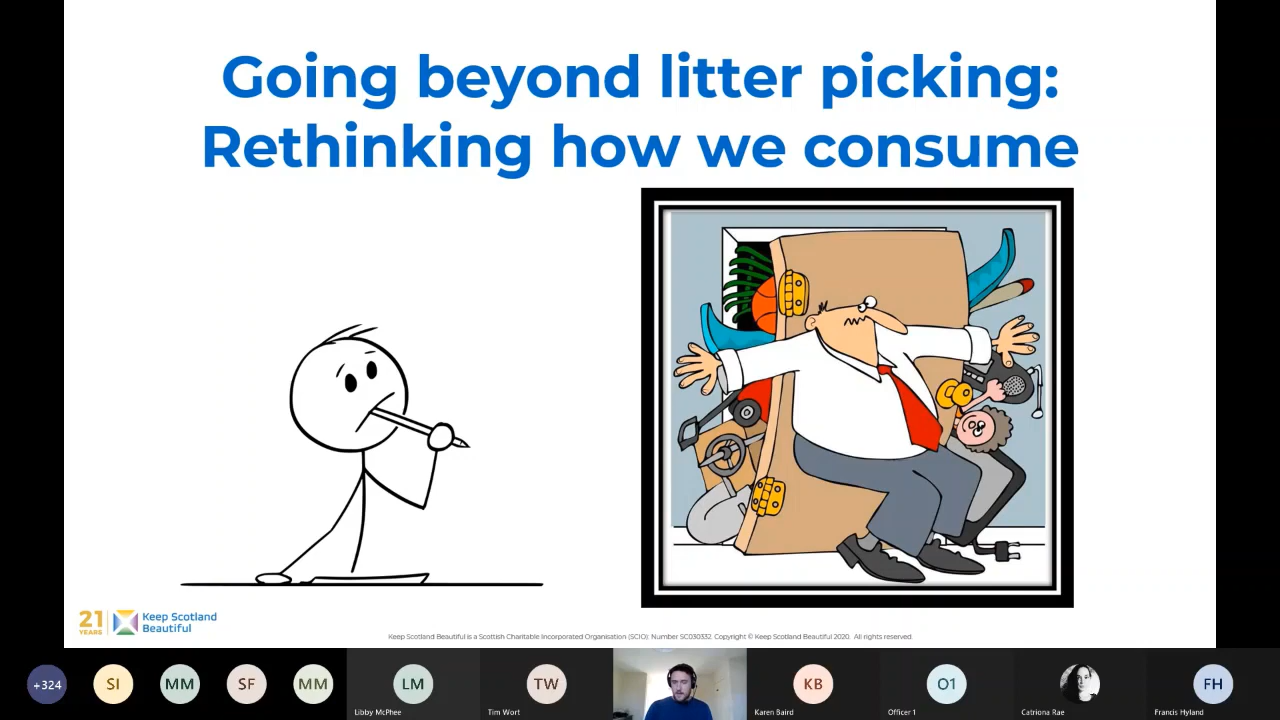 Going beyond litter picking:
Rethinking how we consume
21
YEARS
Keep Scotland
Beautiful
Keep Scotland Beautiful is a Scottish Charitable Incorporated Organisation (SCIO): Number SC030332. Copyright © Keep Scotland Beautiful 2020. All rights reserved.
+324
SI
MM
SF
MM
LM
TW
KB
O1
FH
Libby McPhee
Tim Wort
Karen Baird
Officer 1
Catriona Rae
Francis Hyland